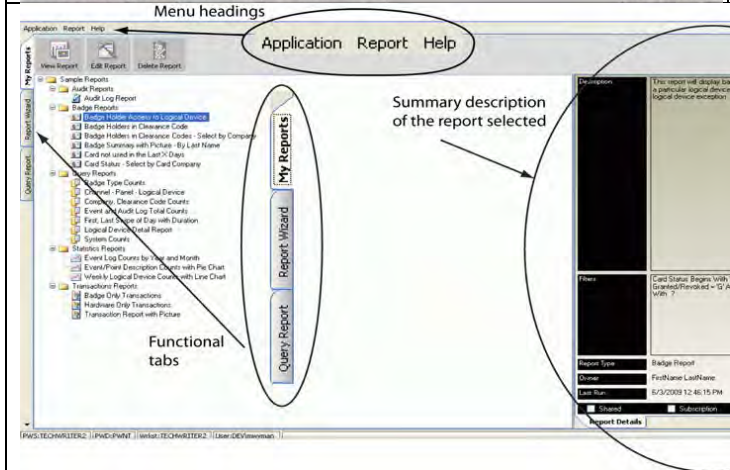 Menu headings
Application Report Help
Application Report Help
View Report Edit Report Delete Report
My Reports
Report Wizard
Query Report
Sample Reports
Audit Reports
Audit Log Report
Badge Reports
Badge Holder Access to Logical Device
Badge Holders in Clearance Code
Badge Holders in Clearance Codes - Select by Company
Badge Summary with Picture - By Last Name
Card not used in the Last X Days
Card Status - Select by Card Company
Query Reports
Badge Type Counts
Channel - Panel - Logical Device
Company, Clearance Code Counts
Event and Audit Log Total Counts
First, Last Swipe of Day with Duration
Logical Device Detail Report
System Counts
Statistics Reports
Event Log Counts by Year and Month
Event/Point Description Counts with Pie Chart
Weekly Logical Device Counts with Line Chart
Transactions Reports
Badge Only Transactions
Hardware Only Transactions
Transaction Report with Picture
My Reports
Report Wizard
Query Report
Functional
tabs
Summary description
of the report selected
Description
This report will display ba
a particular logical devic
logical device exception
Filters
Card Status Begins With
Granted/Revoked = 'G' A
With ?
Report Type Badge Report
Owner FirstName LastName
Last Run 6/3/2009 12:46:15 PM
Shared Subscription
Report Details
PWS:TECHWRITER2 PWD:PWNT Wrkst:TECHWRITER2